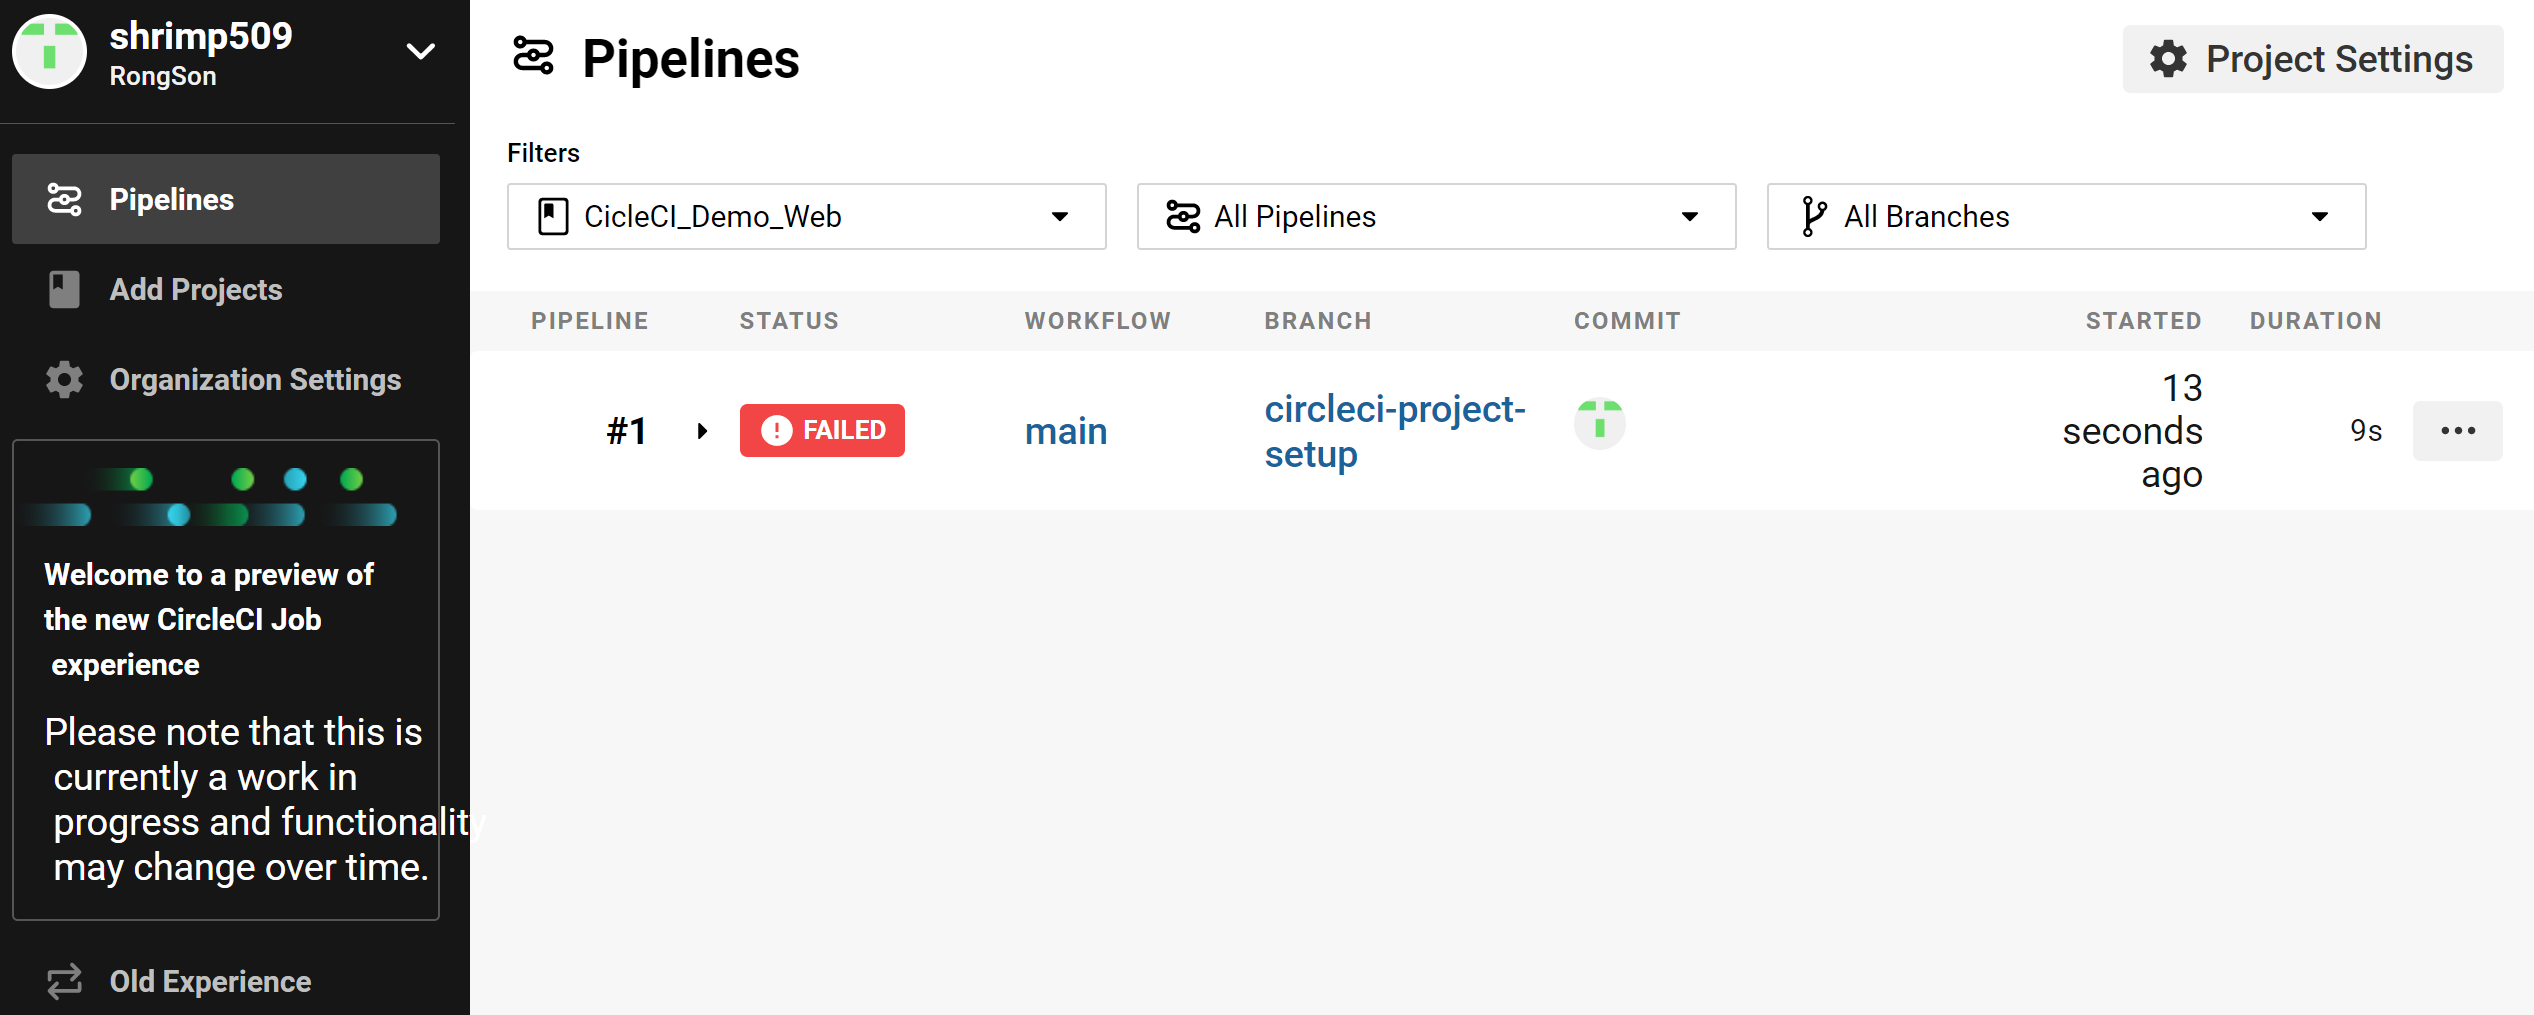 shrimp509
RongSon
Pipelines
Add Projects
Organization Settings
Welcome to a preview of
the new CircleCI Job
experience
Please note that this is
currently a work in
progress and functionality
may change over time.
Old Experience
Pipelines
Project Settings
Filters
CicleCI_Demo_Web
All Pipelines
All Branches
PIPELINE STATUS WORKFLOW BRANCH COMMIT STARTED DURATION
#1 FAILED main
circleci-project-
setup
13
seconds
ago
9s